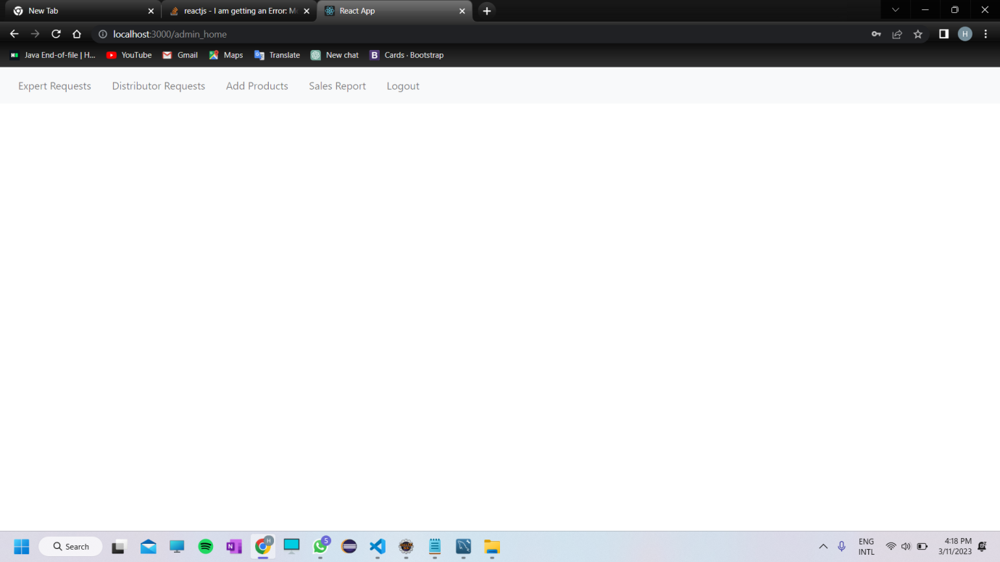 New Tab
reactjs - I am getting an Error: Mo
React App
localhost:3000/admin_home
H
Java End-of-file | H...
YouTube
Gmail
Maps
Translate
New chat
B
Cards · Bootstrap
Expert Requests
Distributor Requests
Add Products
Sales Report
Logout
Search
N
H
5
ENG
INTL
4:18 PM
3/11/2023